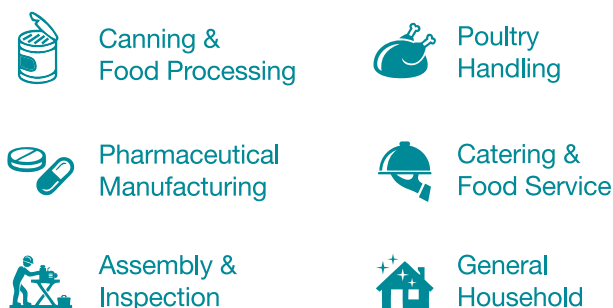 Canning &
Food Processing
Poultry
Handling
Pharmaceutical
Manufacturing
Catering &
Food Service
Assembly &
Inspection
General
Household